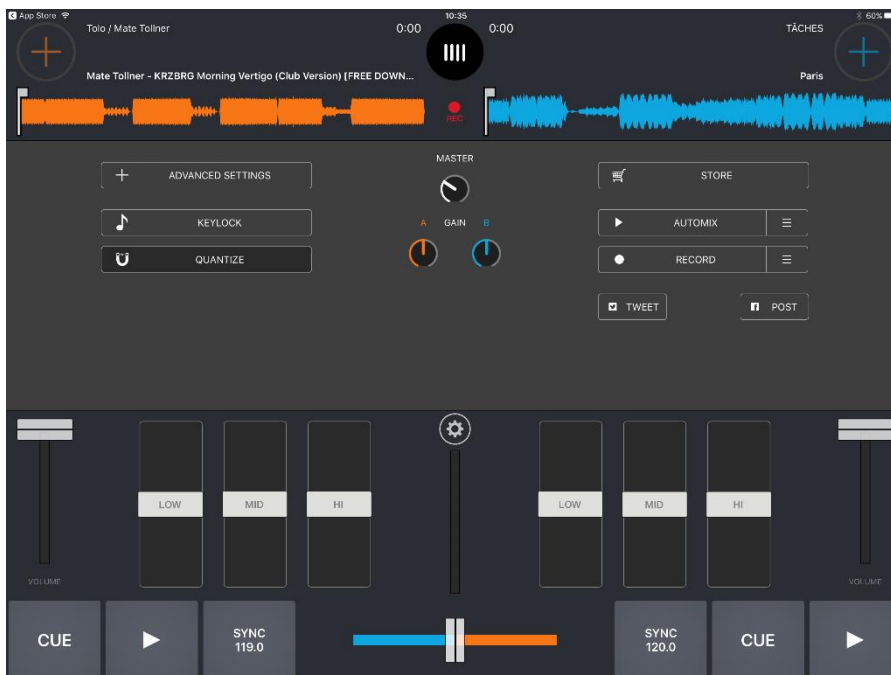 App Store
10:35
60%
Tolo / Mate Tollner
0:00
0:00
TÂCHES
Mate Tollner - KRZBRG Morning Vertigo (Club Version) [FREE DOWN...
Paris
REC
MASTER
ADVANCED SETTINGS
STORE
KEYLOCK
A GAIN B
AUTOMIX
QUANTIZE
RECORD
TWEET
POST
LOW MID HI
LOW MID HI
VOLUME
VOLUME
CUE
SYNC
119.0
SYNC
120.0
CUE